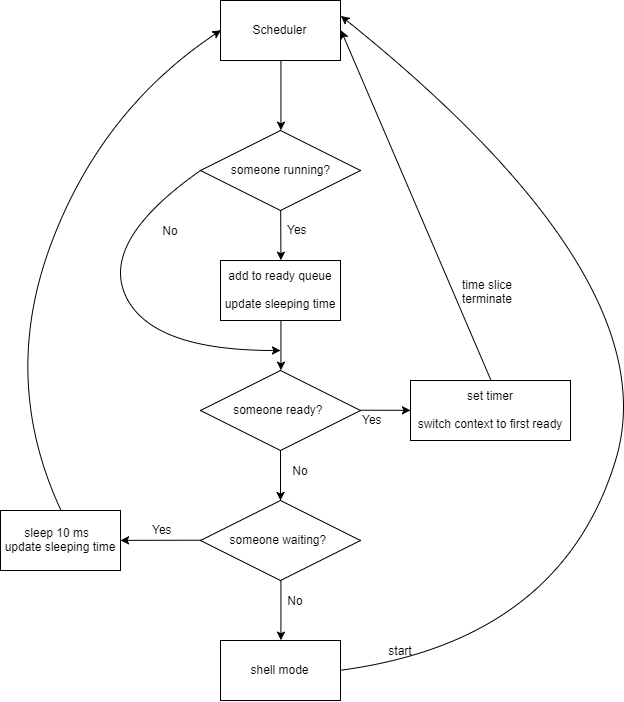 Scheduler
someone running?
No
Yes
add to ready queue
update sleeping time
time slice
terminate
someone ready?
Yes
set timer
switch context to first ready
No
someone waiting?
Yes
sleep 10 ms
update sleeping time
No
shell mode
start